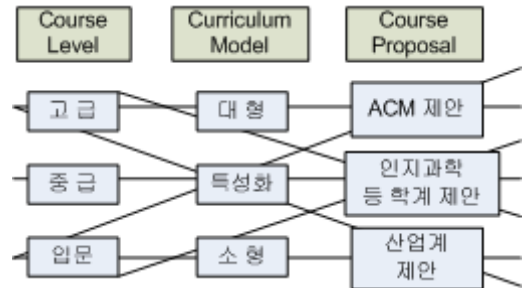 Course
Level
Curriculum
Model
Course
Proposal
고 급
대 형
ACM 제안
중 급
특성화
인지과학
등 학계 제안
입문
소 형
산업계
제안